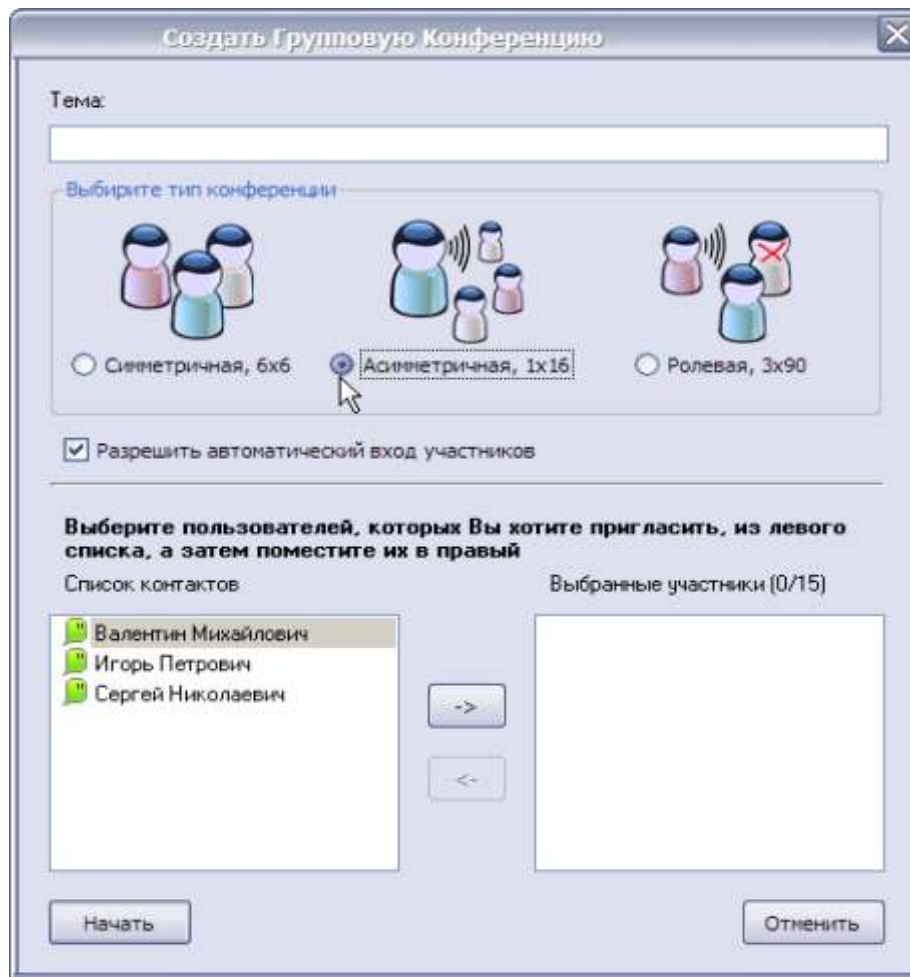 Создать Групповую Конференцию
Тема:
Выбирите тип конференции
Симметричная, 6x6
Асимметричная, 1x16
Ролевая, 3x90
Разрешить автоматический вход участников
Выберите пользователей, которых Вы хотите пригласить, из левого
списка, а затем поместите их в правый
Список контактов
Выбранные участники (0/15)
Валентин Михайлович
Игорь Петрович
Сергей Николаевич
->
<-
Начать
Отменить